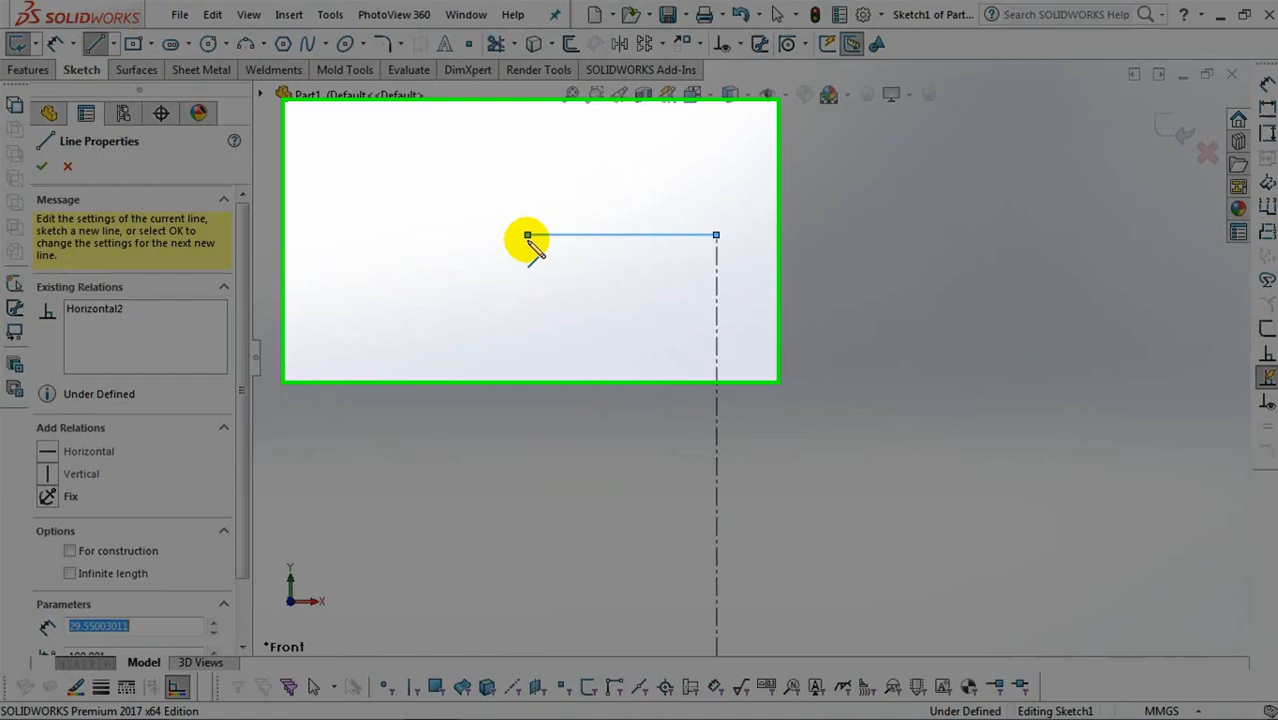 SOLIDWORKS
File
Edit
View
Insert
Tools
PhotoView 360
Window
Help
Sketch1 of Part...
Search SOLIDWORKS Help
?
Features
Sketch
Surfaces
Sheet Metal
Weldments
Mold Tools
Evaluate
DimXpert
Render Tools
SOLIDWORKS Add-Ins
Part1 (Default<<Default>
Line Properties
?
Message
Edit the settings of the current line,
sketch a new line, or select OK to
change the settings for the next new
line.
Existing Relations
Horizontal2
Under Defined
Add Relations
Horizontal
Vertical
Fix
Options
For construction
Infinite length
Parameters
29.55003011
Y
X
*Front
Model
3D Views
SOLIDWORKS Premium 2017 x64 Edition
Under Defined
Editing Sketch1
MMGS